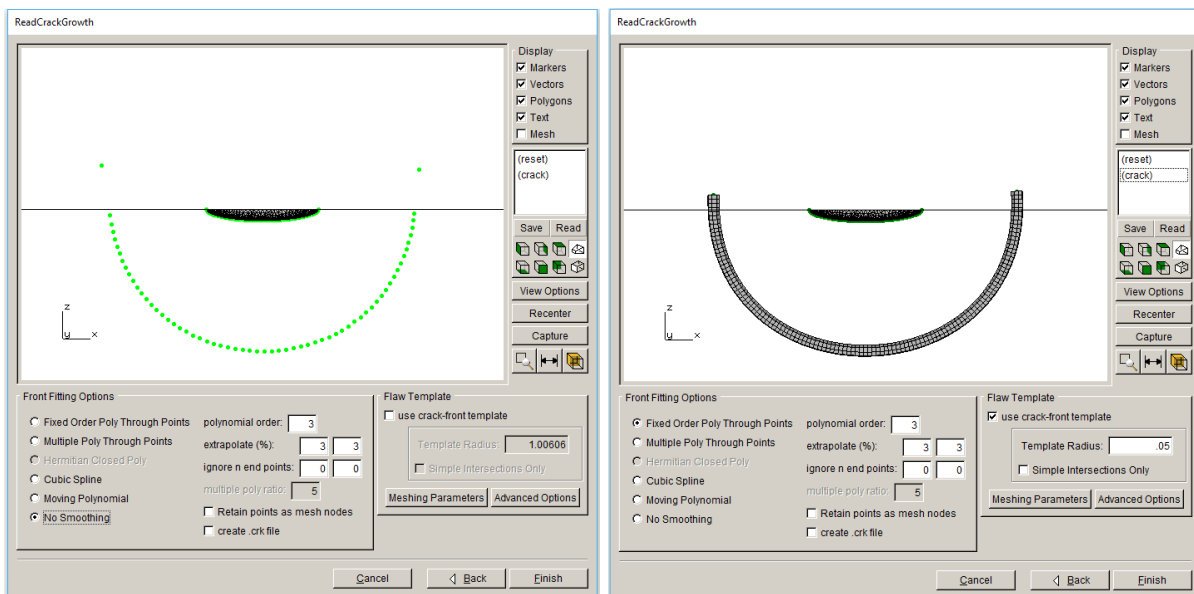 ReadCrackGrowth
Display
Markers
Vectors
Polygons
Text
Mesh
(reset)
(crack)
Save Read
View Options
Recenter
Capture
z
y x
Front Fitting Options
Fixed Order Poly Through Points
Multiple Poly Through Points
Hermitian Closed Poly
Cubic Spline
Moving Polynomial
No Smoothing
polynomial order: 3
extrapolate (%): 3 3
ignore n end points: 0 0
multiple poly ratio: 5
Retain points as mesh nodes
create .crk file
Flaw Template
use crack-front template
Template Radius: 1.00606
Simple Intersections Only
Meshing Parameters Advanced Options
Cancel Back Finish
ReadCrackGrowth
Display
Markers
Vectors
Polygons
Text
Mesh
(reset)
(crack)
Save Read
View Options
Recenter
Capture
z
y x
Front Fitting Options
Fixed Order Poly Through Points
Multiple Poly Through Points
Hermitian Closed Poly
Cubic Spline
Moving Polynomial
No Smoothing
polynomial order: 3
extrapolate (%): 3 3
ignore n end points: 0 0
multiple poly ratio: 5
Retain points as mesh nodes
create .crk file
Flaw Template
use crack-front template
Template Radius: .05
Simple Intersections Only
Meshing Parameters Advanced Options
Cancel Back Finish